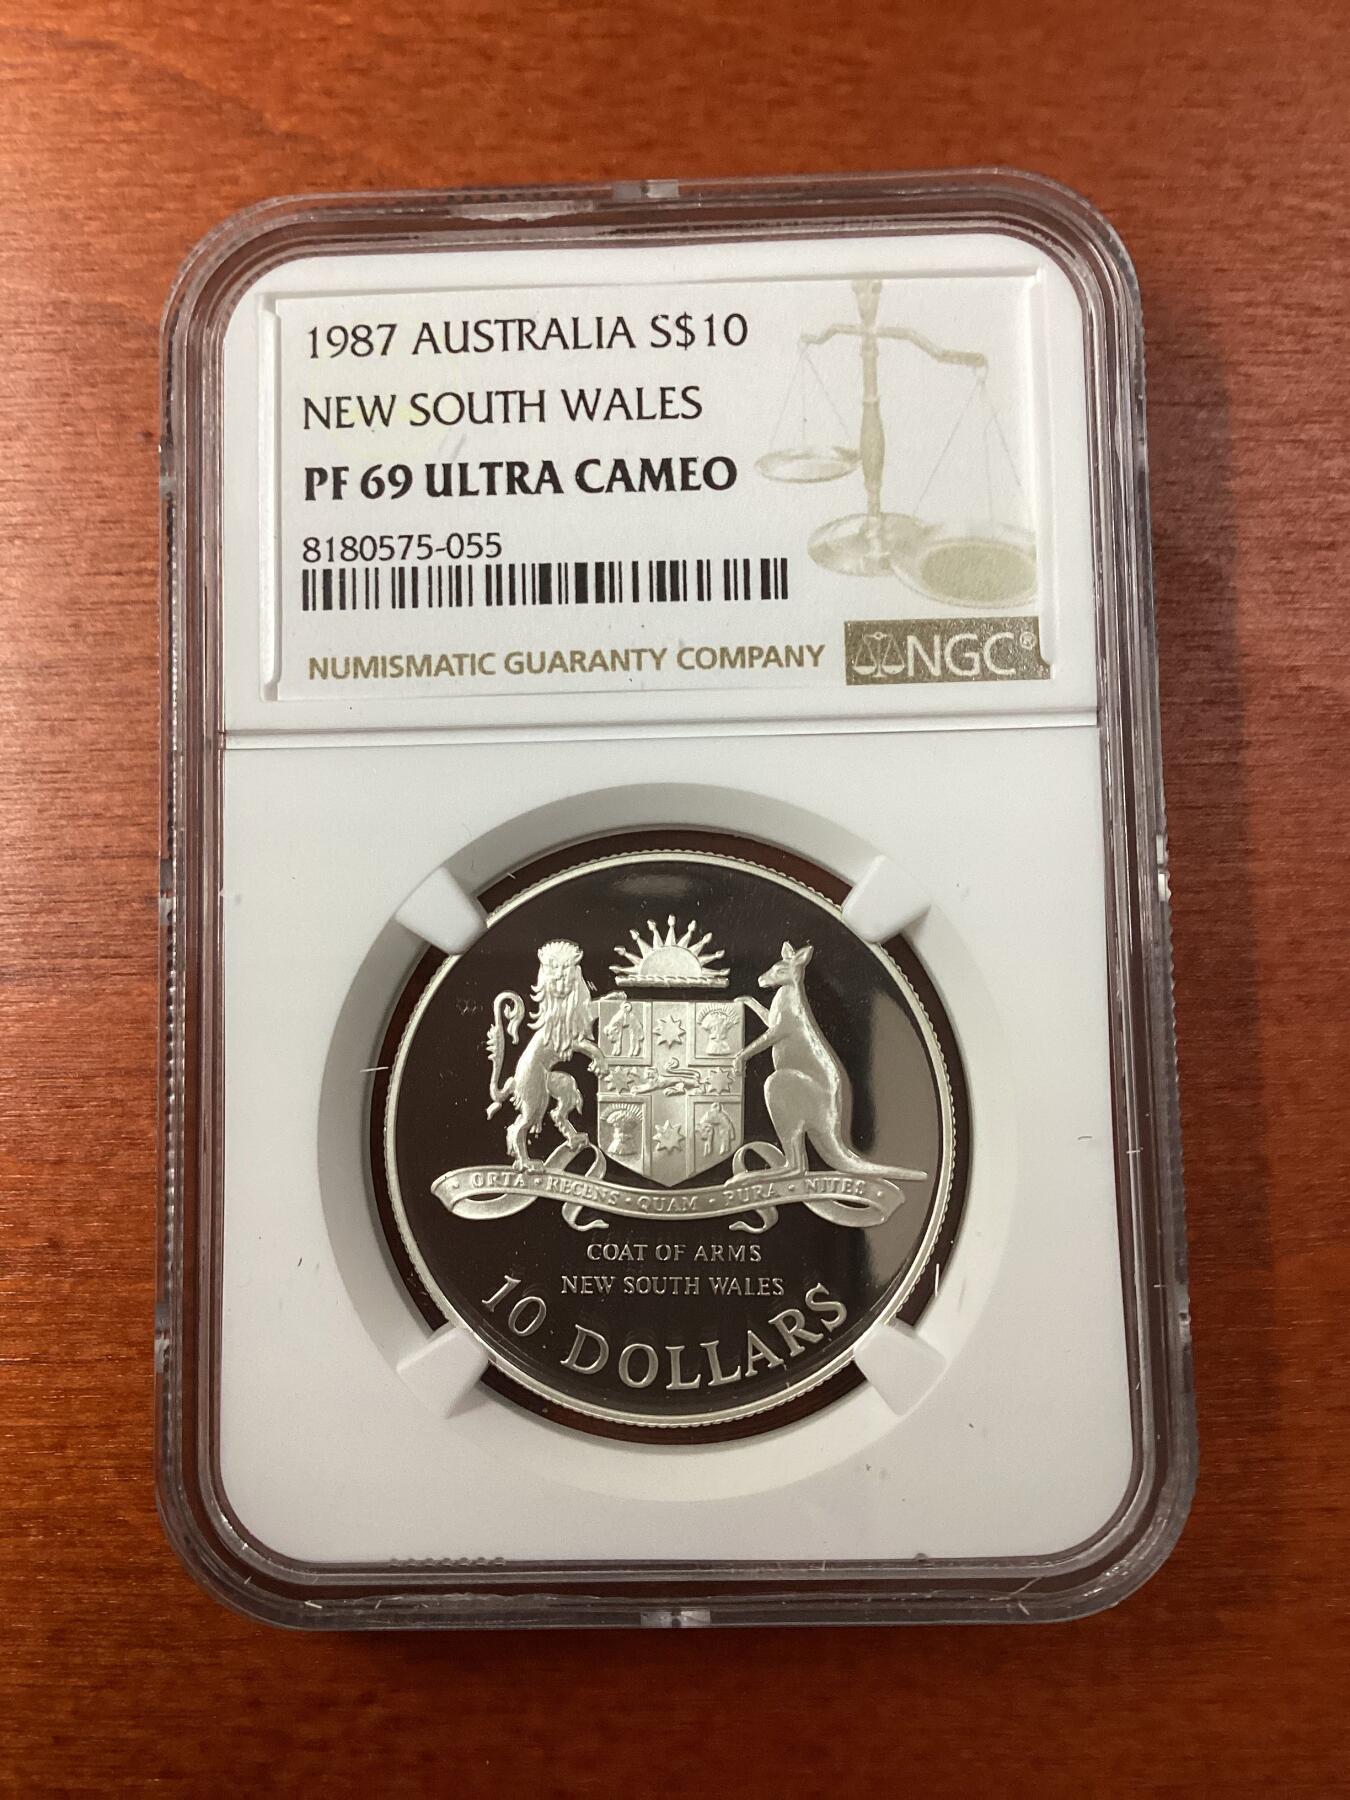 1987 AUSTRALIA S$10
NEW SOUTH WALES
PF 69 ULTRA CAMEO
8180575-055
NUMISMATIC GUARANTY COMPANY
NGC®
ORTA · RECENS · QUAM · PURA · NITES
COAT OF ARMS
NEW SOUTH WALES
10 DOLLARS